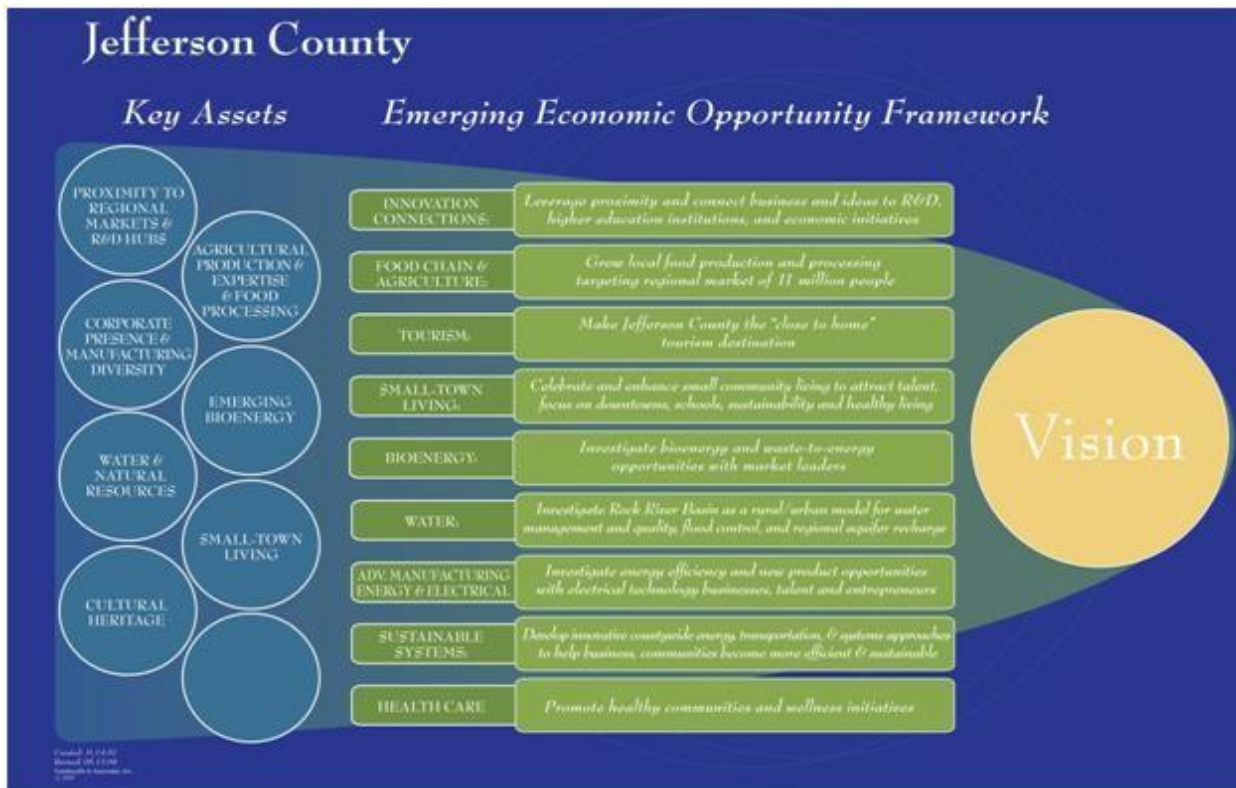 Jefferson County
Key Assets
Emerging Economic Opportunity Framework
PROXIMITY TO
REGIONAL
MARKETS &
R&D HUBS
AGRICULTURAL
PRODUCTION &
EXPERTISE
& FOOD
PROCESSING
CORPORATE
PRESENCE &
MANUFACTURING
DIVERSITY
EMERGING
BIOENERGY
WATER &
NATURAL
RESOURCES
SMALL-TOWN
LIVING
CULTURAL
HERITAGE
INNOVATION
CONNECTIONS:
Leverage proximity and connect business and ideas to R&D,
higher education institutions, and economic initiatives
FOOD CHAIN &
AGRICULTURE:
Grow local food production and processing
targeting regional market of 11 million people
TOURISM:
Make Jefferson County the "close to home"
tourism destination
SMALL-TOWN
LIVING:
Celebrate and enhance small community living to attract talent,
focus on downtowns, schools, sustainability and healthy living
BIOENERGY:
Investigate bioenergy and waste-to-energy
opportunities with market leaders
WATER:
Investigate Rock River Basin as a rural/urban model for water
management and quality, flood control, and regional aquifer recharge
ADV. MANUFACTURING
ENERGY & ELECTRICAL
Investigate energy efficiency and new product opportunities
with electrical technology businesses, talent and entrepreneurs
SUSTAINABLE
SYSTEMS:
Develop innovative countywide energy, transportation, & systems approaches
to help business, communities become more efficient & sustainable
HEALTH CARE
Promote healthy communities and wellness initiatives
Vision
Created:
Revised:
& Associates, Inc.